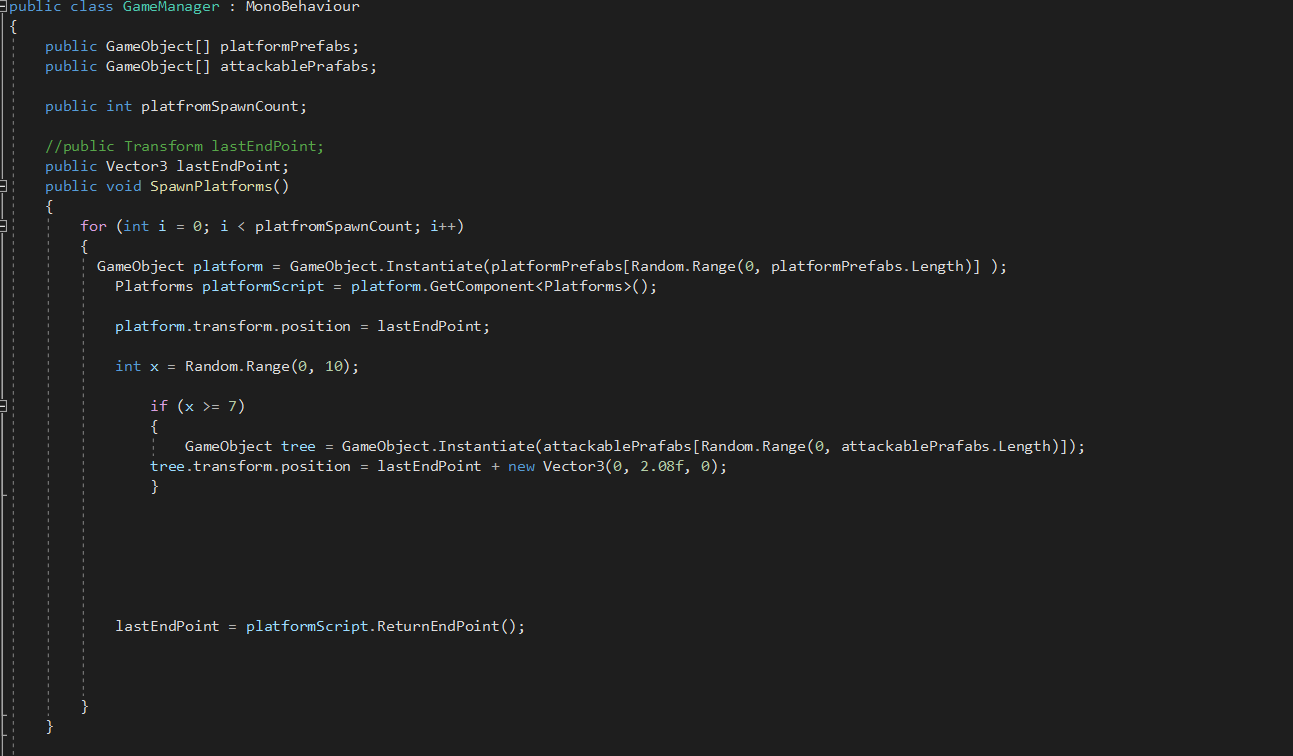 public class GameManager : MonoBehaviour
{
public GameObject[] platformPrefabs;
public GameObject[] attackablePrafabs;
public int platfromSpawnCount;
//public Transform lastEndPoint;
public Vector3 lastEndPoint;
public void SpawnPlatforms()
{
for (int i = 0; i < platfromSpawnCount; i++)
{
GameObject platform = GameObject.Instantiate(platformPrefabs[Random.Range(0, platformPrefabs.Length)] );
Platforms platformScript = platform.GetComponent<Platforms>();
platform.transform.position = lastEndPoint;
int x = Random.Range(0, 10);
if (x >= 7)
{
GameObject tree = GameObject.Instantiate(attackablePrafabs[Random.Range(0, attackablePrafabs.Length)]);
tree.transform.position = lastEndPoint + new Vector3(0, 2.08f, 0);
}
lastEndPoint = platformScript.ReturnEndPoint();
}
}